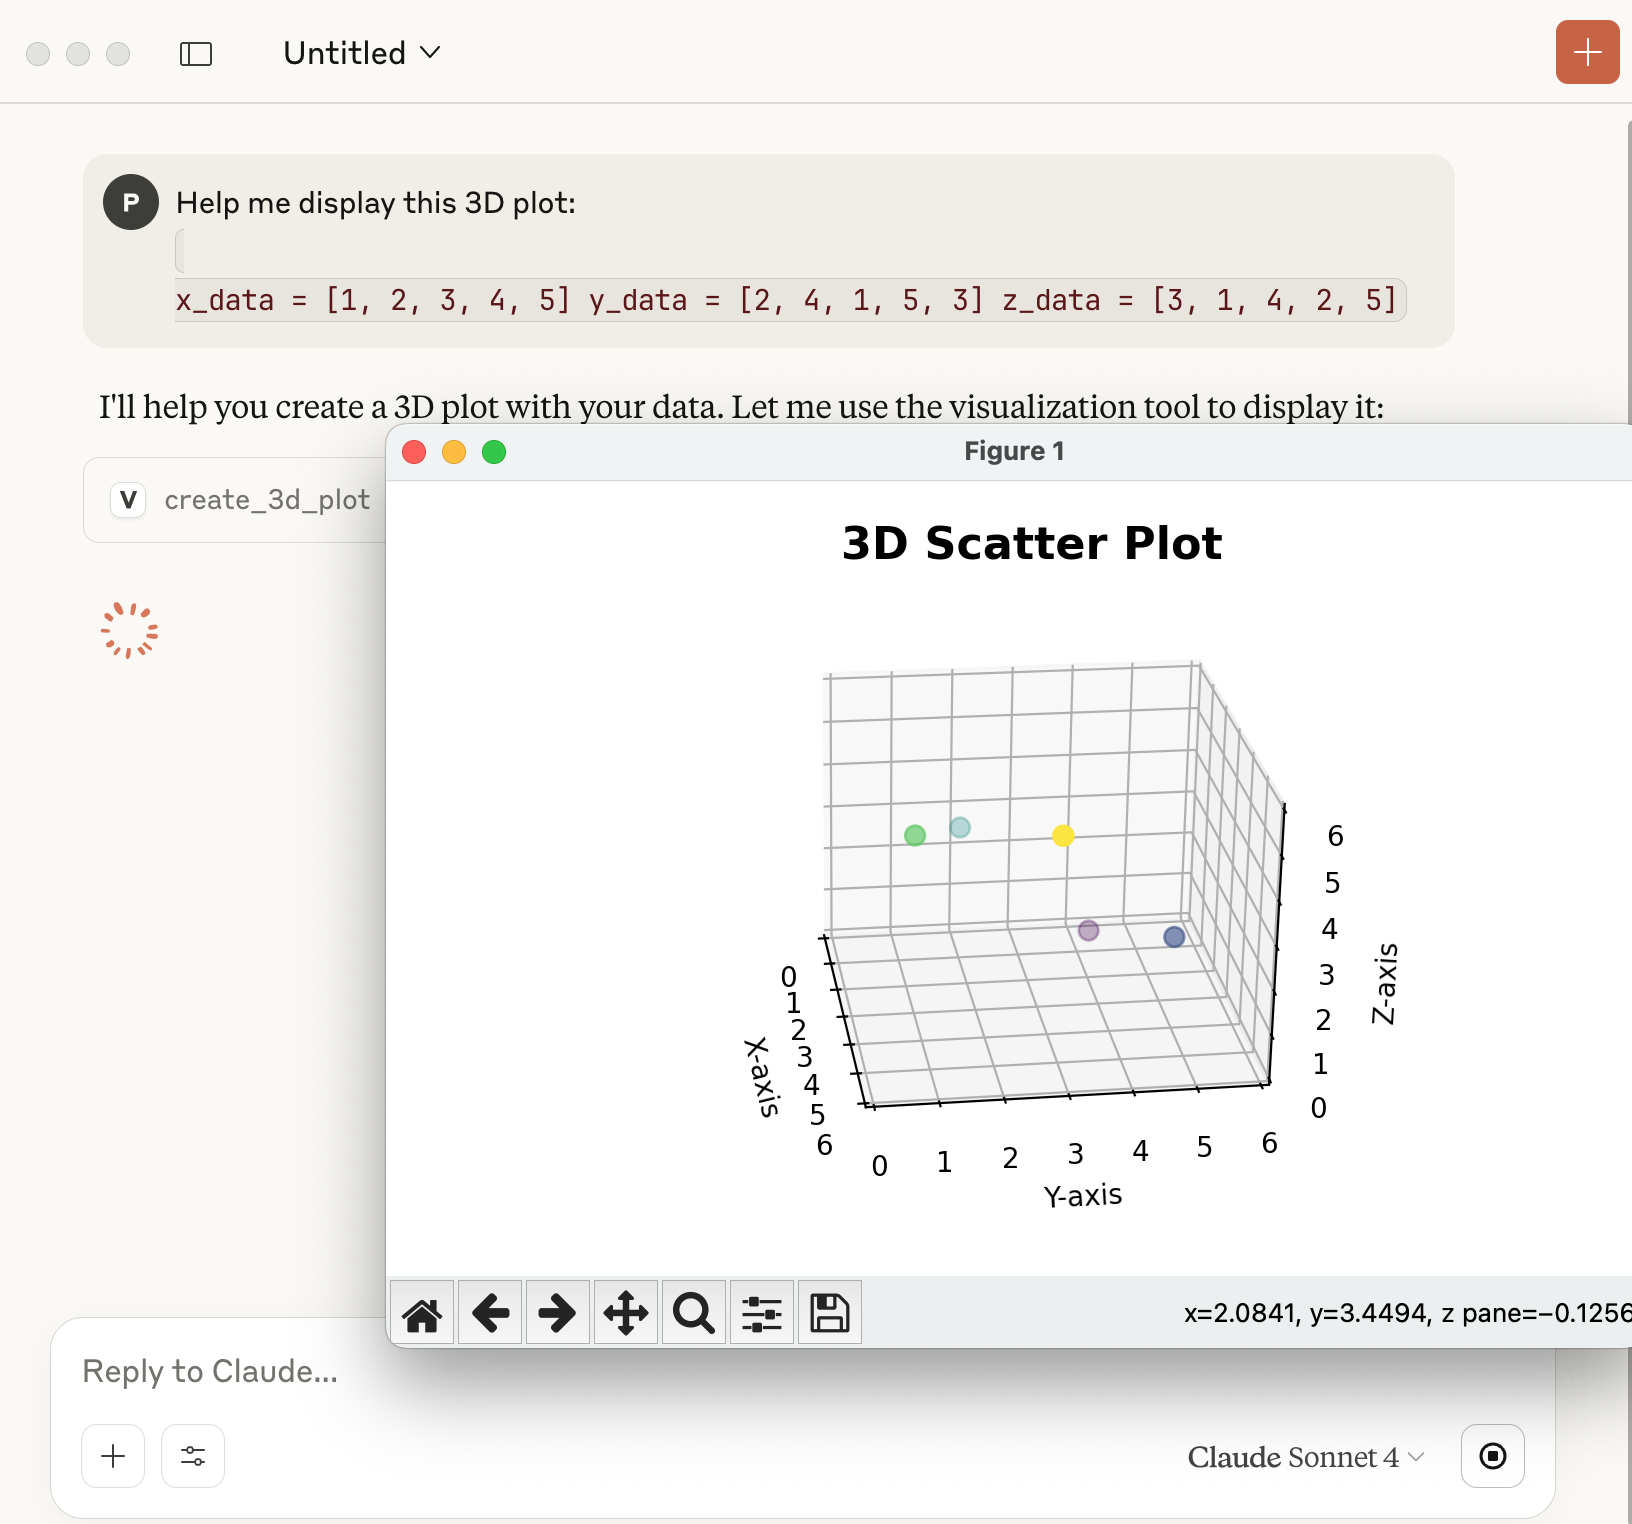 Untitled
P
Help me display this 3D plot:
x_data = [1, 2, 3, 4, 5] y_data = [2, 4, 1, 5, 3] z_data = [3, 1, 4, 2, 5]
I'll help you create a 3D plot with your data. Let me use the visualization tool to display it:
V create_3d_plot
Figure 1
3D Scatter Plot
0
1
2
3
4
5
6
X-axis
0 1 2 3 4 5 6
Y-axis
6
5
4
3
2
1
0
Z-axis
x=2.0841, y=3.4494, z pane=−0.1256
Reply to Claude...
Claude Sonnet 4